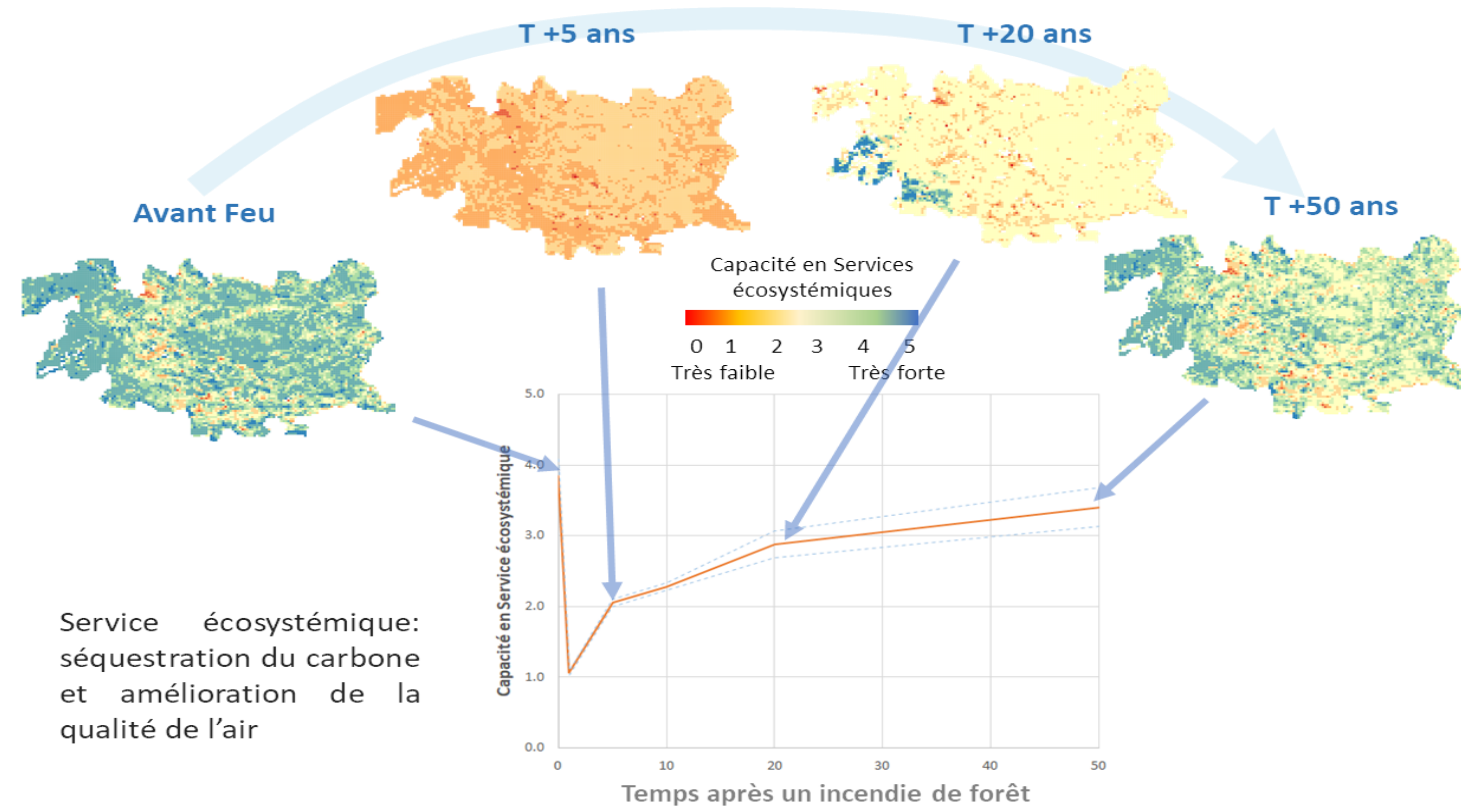 T +5 ans
T +20 ans
Avant Feu
T +50 ans
Capacité en Services
écosystémiques
0 1 2 3 4 5
Très faible Très forte
5.0
4.0
3.0
2.0
1.0
0.0
Capacité en Service écosystémique
0 10 20 30 40 50
Temps après un incendie de forêt
Service écosystémique:
séquestration du carbone
et amélioration de la
qualité de l’air